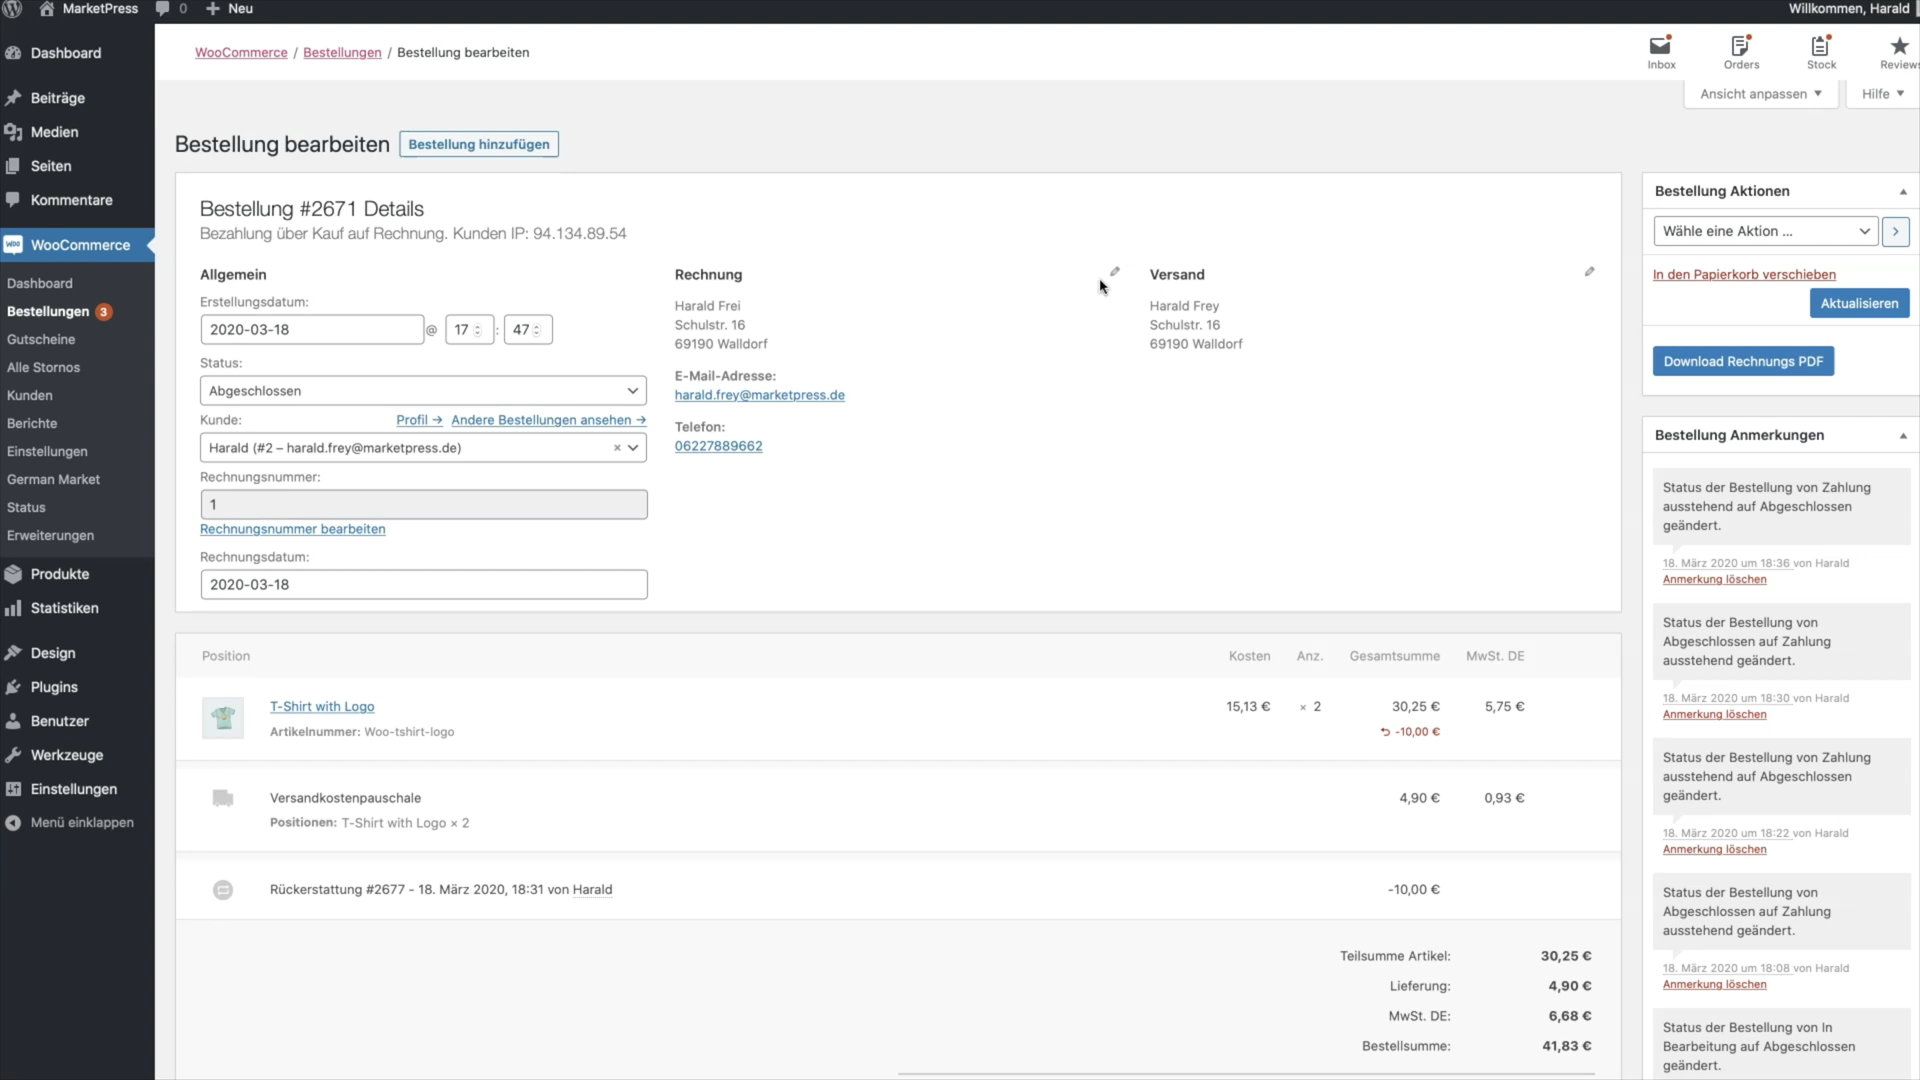 MarketPress 0 Neu Willkommen, Harald
Dashboard
Beiträge
Medien
Seiten
Kommentare
WooCommerce
Dashboard
Bestellungen 3
Gutscheine
Alle Stornos
Kunden
Berichte
Einstellungen
German Market
Status
Erweiterungen
Produkte
Statistiken
Design
Plugins
Benutzer
Werkzeuge
Einstellungen
Menü einklappen
WooCommerce / Bestellungen / Bestellung bearbeiten
Inbox
Orders
Stock
Reviews
Ansicht anpassen
Hilfe
Bestellung bearbeiten
Bestellung hinzufügen
Bestellung #2671 Details
Bezahlung über Kauf auf Rechnung. Kunden IP: 94.134.89.54
Allgemein
Erstellungsdatum:
2020-03-18 @ 17 : 47
Status:
Abgeschlossen
Kunde: Profil → Andere Bestellungen ansehen →
Harald (#2 – harald.frey@marketpress.de) ×
Rechnungsnummer:
1
Rechnungsnummer bearbeiten
Rechnungsdatum:
2020-03-18
Rechnung
Harald Frei
Schulstr. 16
69190 Walldorf
E-Mail-Adresse:
harald.frey@marketpress.de
Telefon:
06227889662
Versand
Harald Frey
Schulstr. 16
69190 Walldorf
Position Kosten Anz. Gesamtsumme MwSt. DE
T-Shirt with Logo 15,13 € × 2 30,25 € 5,75 €
Artikelnummer: Woo-tshirt-logo -10,00 €
Versandkostenpauschale 4,90 € 0,93 €
Positionen: T-Shirt with Logo × 2
Rückerstattung #2677 - 18. März 2020, 18:31 von Harald -10,00 €
Teilsumme Artikel: 30,25 €
Lieferung: 4,90 €
MwSt. DE: 6,68 €
Bestellsumme: 41,83 €
Bestellung Aktionen
Wähle eine Aktion ...
In den Papierkorb verschieben
Aktualisieren
Download Rechnungs PDF
Bestellung Anmerkungen
Status der Bestellung von Zahlung
ausstehend auf Abgeschlossen
geändert.
18. März 2020 um 18:36 von Harald
Anmerkung löschen
Status der Bestellung von
Abgeschlossen auf Zahlung
ausstehend geändert.
18. März 2020 um 18:30 von Harald
Anmerkung löschen
Status der Bestellung von Zahlung
ausstehend auf Abgeschlossen
geändert.
18. März 2020 um 18:22 von Harald
Anmerkung löschen
Status der Bestellung von
Abgeschlossen auf Zahlung
ausstehend geändert.
18. März 2020 um 18:08 von Harald
Anmerkung löschen
Status der Bestellung von In
Bearbeitung auf Abgeschlossen
geändert.